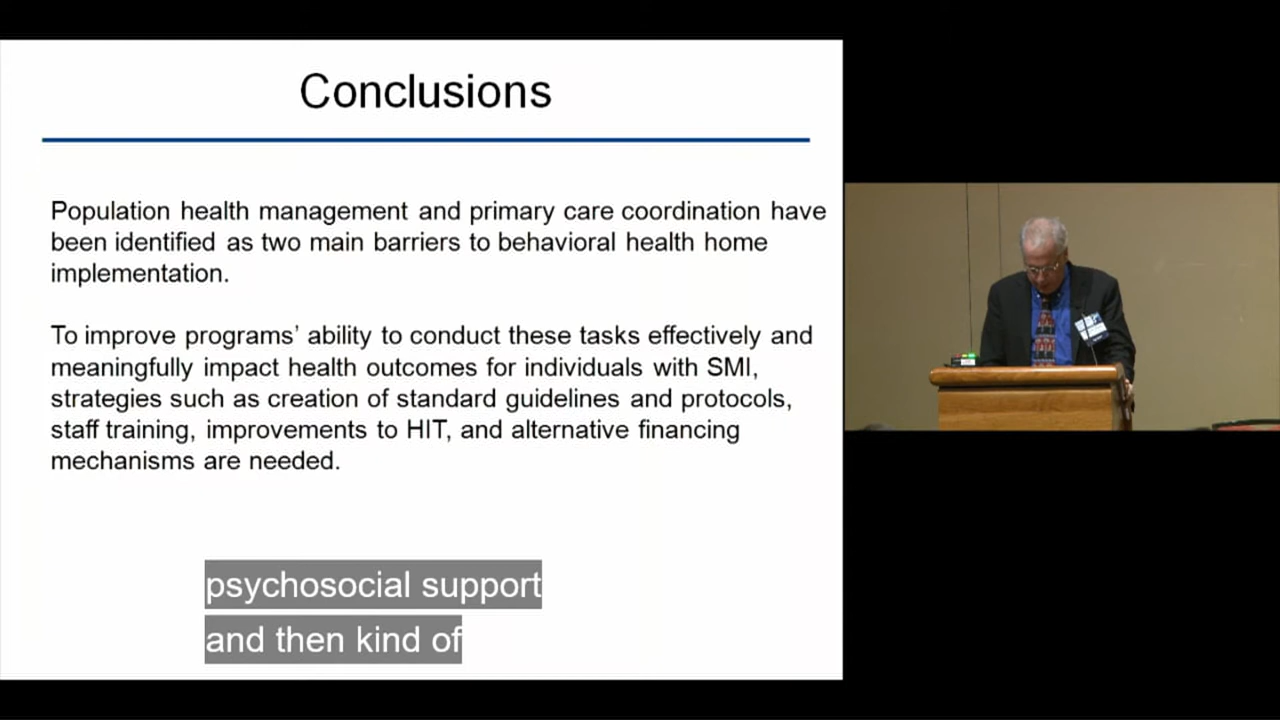 Conclusions
Population health management and primary care coordination have
been identified as two main barriers to behavioral health home
implementation.
To improve programs’ ability to conduct these tasks effectively and
meaningfully impact health outcomes for individuals with SMI,
strategies such as creation of standard guidelines and protocols,
staff training, improvements to HIT, and alternative financing
mechanisms are needed.
psychosocial support
and then kind of